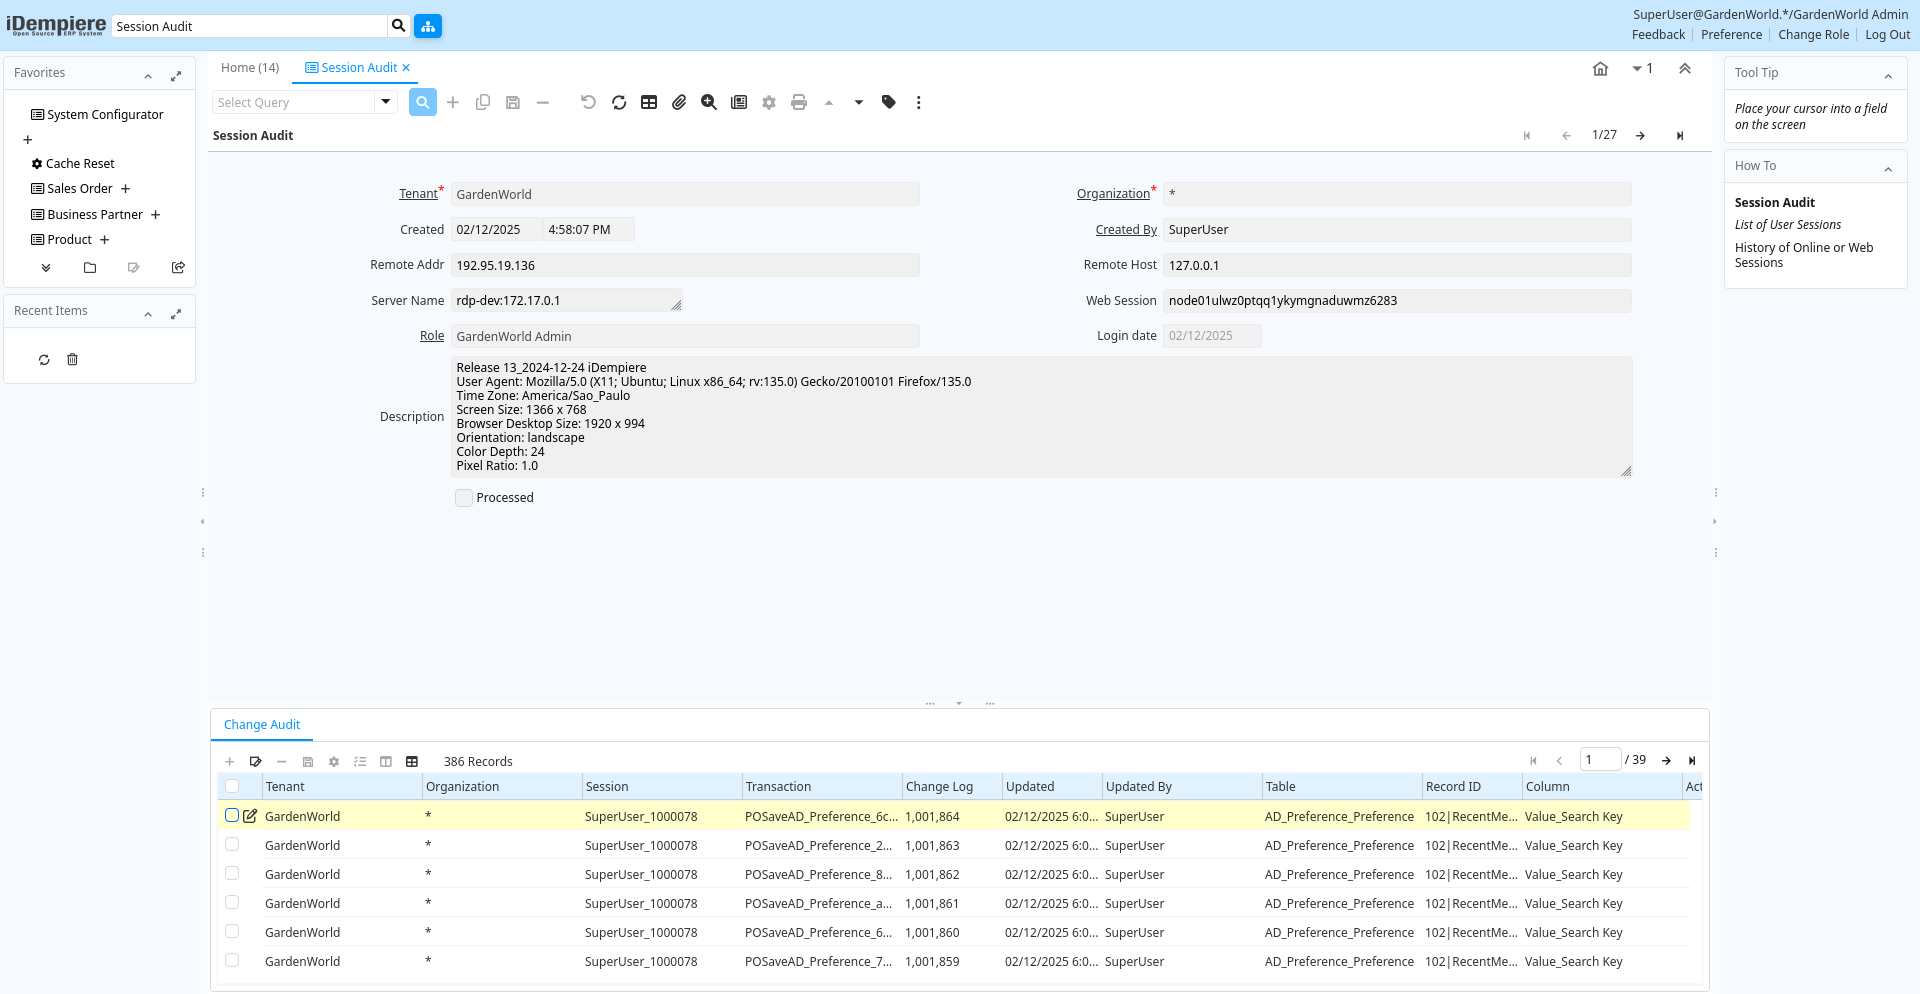 iDempiere
Open Source ERP System
Session Audit
SuperUser@GardenWorld.*/GardenWorld Admin
Feedback
Preference
Change Role
Log Out
Favorites
System Configurator
Cache Reset
Sales Order
Business Partner
Product
Recent Items
Home (14)
Session Audit
1
Select Query
Session Audit
1/27
Tenant*
GardenWorld
Organization*
*
Created
02/12/2025
4:58:07 PM
Created By
SuperUser
Remote Addr
192.95.19.136
Remote Host
127.0.0.1
Server Name
rdp-dev:172.17.0.1
Web Session
node01ulwz0ptqq1ykymgnaduwmz6283
Role
GardenWorld Admin
Login date
02/12/2025
Description
Release 13_2024-12-24 iDempiere
User Agent: Mozilla/5.0 (X11; Ubuntu; Linux x86_64; rv:135.0) Gecko/20100101 Firefox/135.0
Time Zone: America/Sao_Paulo
Screen Size: 1366 x 768
Browser Desktop Size: 1920 x 994
Orientation: landscape
Color Depth: 24
Pixel Ratio: 1.0
Processed
Tool Tip
Place your cursor into a field
on the screen
How To
Session Audit
List of User Sessions
History of Online or Web
Sessions
Change Audit
386 Records
1 / 39
Tenant Organization Session Transaction Change Log Updated Updated By Table Record ID Column Act
GardenWorld * SuperUser_1000078 POSaveAD_Preference_6c... 1,001,864 02/12/2025 6:0... SuperUser AD_Preference_Preference 102|RecentMe... Value_Search Key
GardenWorld * SuperUser_1000078 POSaveAD_Preference_2... 1,001,863 02/12/2025 6:0... SuperUser AD_Preference_Preference 102|RecentMe... Value_Search Key
GardenWorld * SuperUser_1000078 POSaveAD_Preference_8... 1,001,862 02/12/2025 6:0... SuperUser AD_Preference_Preference 102|RecentMe... Value_Search Key
GardenWorld * SuperUser_1000078 POSaveAD_Preference_a... 1,001,861 02/12/2025 6:0... SuperUser AD_Preference_Preference 102|RecentMe... Value_Search Key
GardenWorld * SuperUser_1000078 POSaveAD_Preference_6... 1,001,860 02/12/2025 6:0... SuperUser AD_Preference_Preference 102|RecentMe... Value_Search Key
GardenWorld * SuperUser_1000078 POSaveAD_Preference_7... 1,001,859 02/12/2025 6:0... SuperUser AD_Preference_Preference 102|RecentMe... Value_Search Key